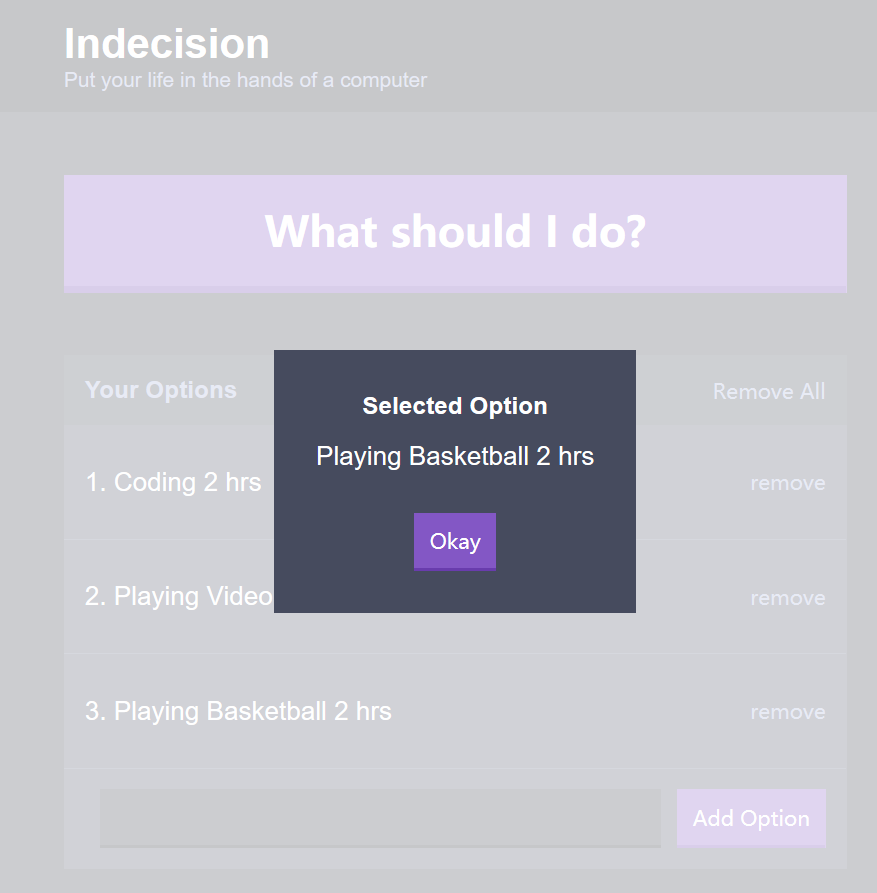 Indecision
Put your life in the hands of a computer
What should I do?
Your Options
Remove All
Selected Option
Playing Basketball 2 hrs
Okay
1. Coding 2 hrs
remove
2. Playing Video
remove
3. Playing Basketball 2 hrs
remove
Add Option